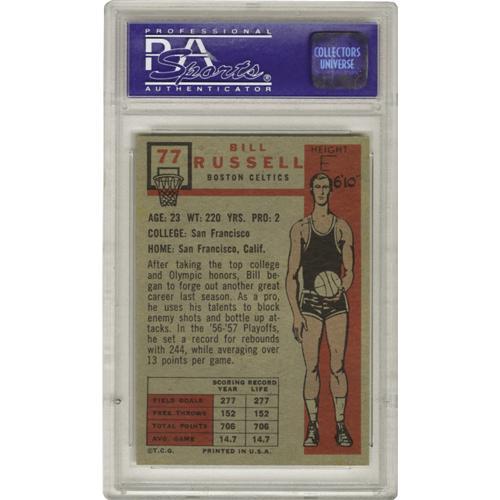 PROFESSIONAL
PSA
Sports®
AUTHENTICATOR
COLLECTORS
UNIVERSE
77
BILL
RUSSELL
BOSTON CELTICS
HEIGHT
6'10"
AGE: 23 WT: 220 YRS. PRO: 2
COLLEGE: San Francisco
HOME: San Francisco, Calif.
After taking the top college
and Olympic honors, Bill be-
gan to forge out another great
career last season. As a pro,
he uses his talents to block
enemy shots and bottle up at-
tacks. In the '56-'57 Playoffs,
he set a record for rebounds
with 244, while averaging over
13 points per game.
SCORING RECORD
YEAR LIFE
FIELD GOALS 277 277
FREE THROWS 152 152
TOTAL POINTS 706 706
AVG. GAME 14.7 14.7
©T.C.G. PRINTED IN U.S.A.